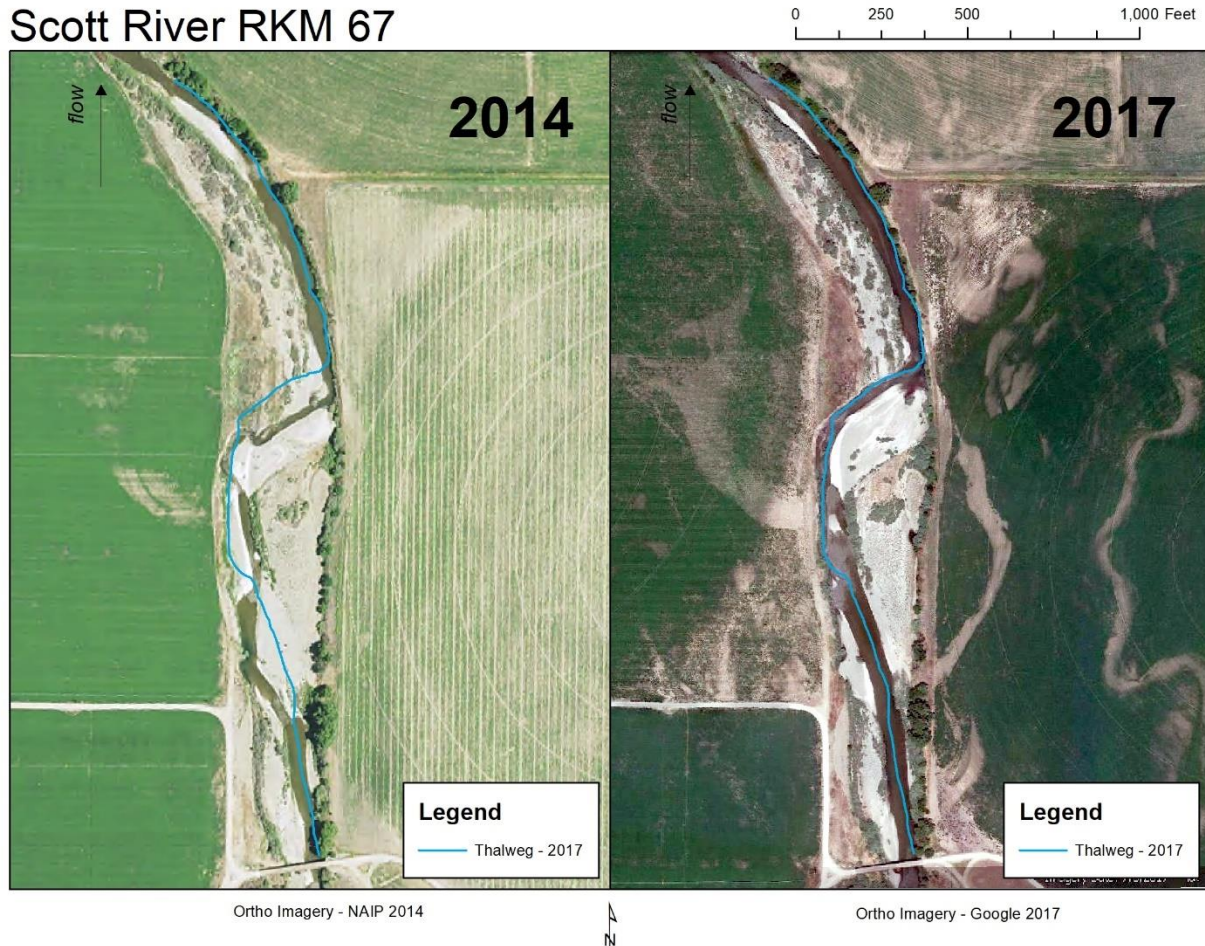 Scott River RKM 67
0 250 500 1,000 Feet
flow
2014
flow
2017
Legend
Thalweg - 2017
Legend
Thalweg - 2017
Ortho Imagery - NAIP 2014
N
Ortho Imagery - Google 2017